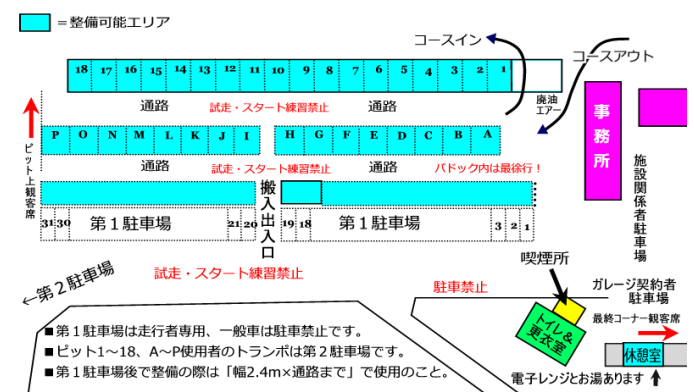 ＝整備可能エリア
コースイン
コースアウト
18 17 16 15 14 13 12 11 10 9 8 7 6 5 4 3 2 1
廃油
エアー
通路
試走・スタート練習禁止
通路
事務所
P O N M L K J I
H G F E D C B A
ピット上観客席
通路
試走・スタート練習禁止
通路
パドック内は最徐行！
施設関係者駐車場
搬入出入口
31 30
第１駐車場
21 20
19 18
第１駐車場
3 2 1
喫煙所
←第２駐車場
試走・スタート練習禁止
駐車禁止
ガレージ契約者
駐車場
トイレ&
更衣室
最終コーナー観客席
休憩室
電子レンジとお湯あります
■第１駐車場は走行者専用、一般車は駐車禁止です。
■ピット1～18、A～P使用者のトランポは第２駐車場です。
■第１駐車場後で整備の際は「幅2.4m×通路まで」で使用のこと。